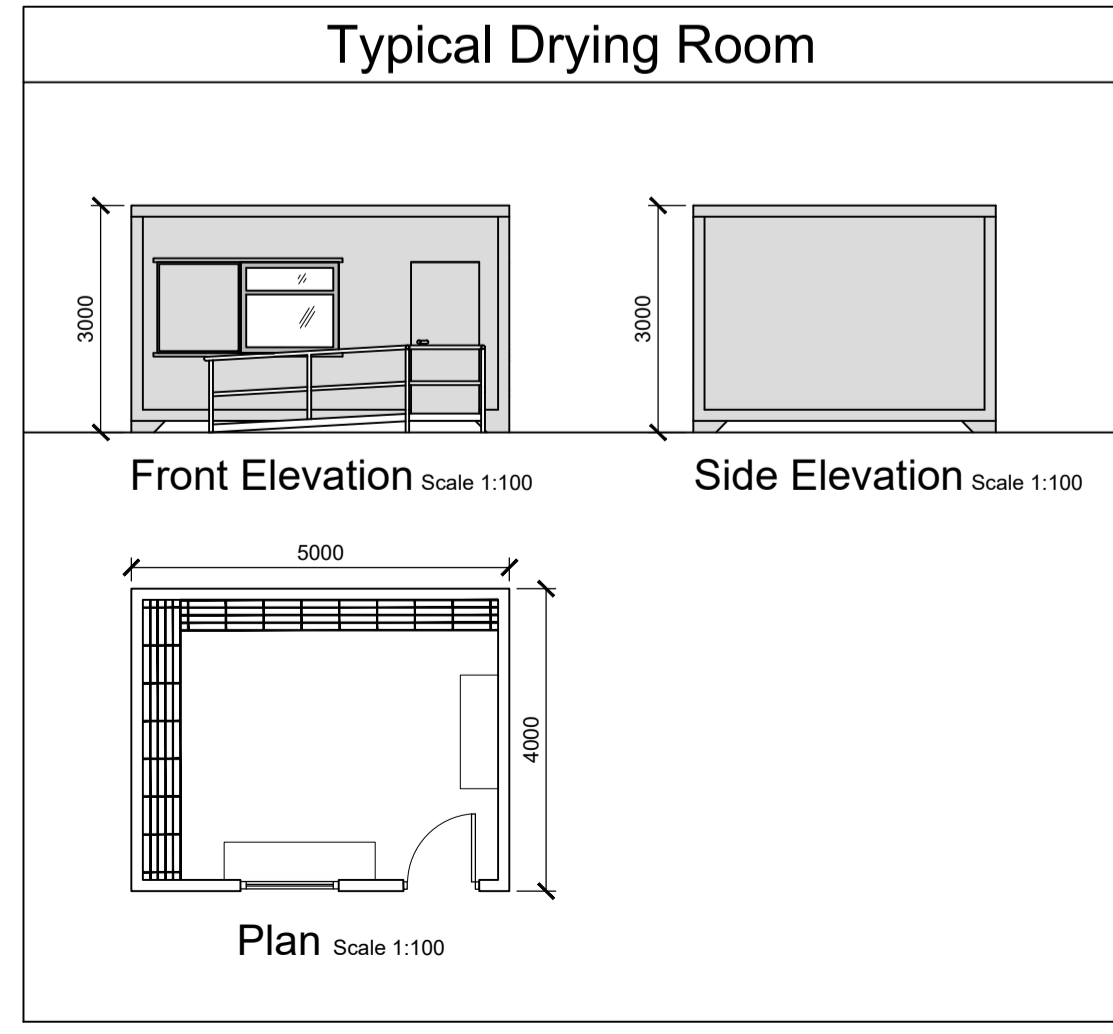 Typical Drying Room
3000
3000
Front Elevation Scale 1:100
Side Elevation Scale 1:100
5000
4000
Plan Scale 1:100